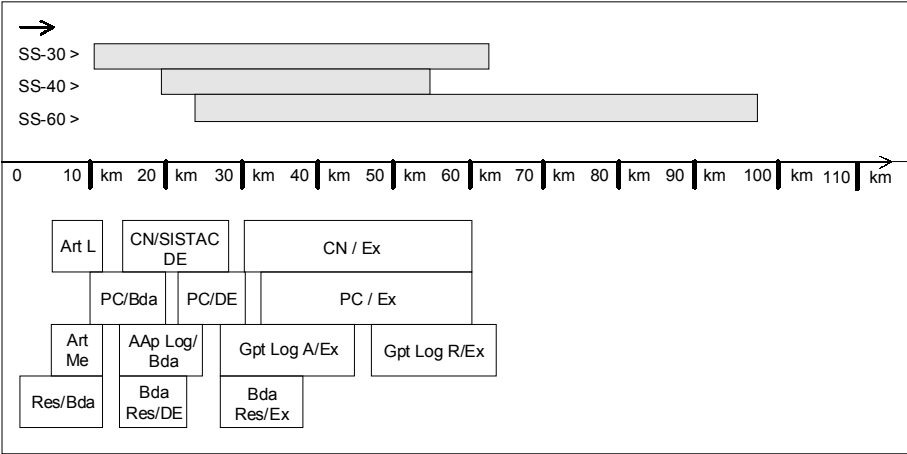 SS-30 >
SS-40 >
SS-60 >
0 10 km 20 km 30 km 40 km 50 km 60 km 70 km 80 km 90 km 100 km 110 km
Art L
CN/SISTAC
DE
CN / Ex
PC/Bda
PC/DE
PC / Ex
Art
Me
AAp Log/
Bda
Gpt Log A/Ex
Gpt Log R/Ex
Res/Bda
Bda
Res/DE
Bda
Res/Ex